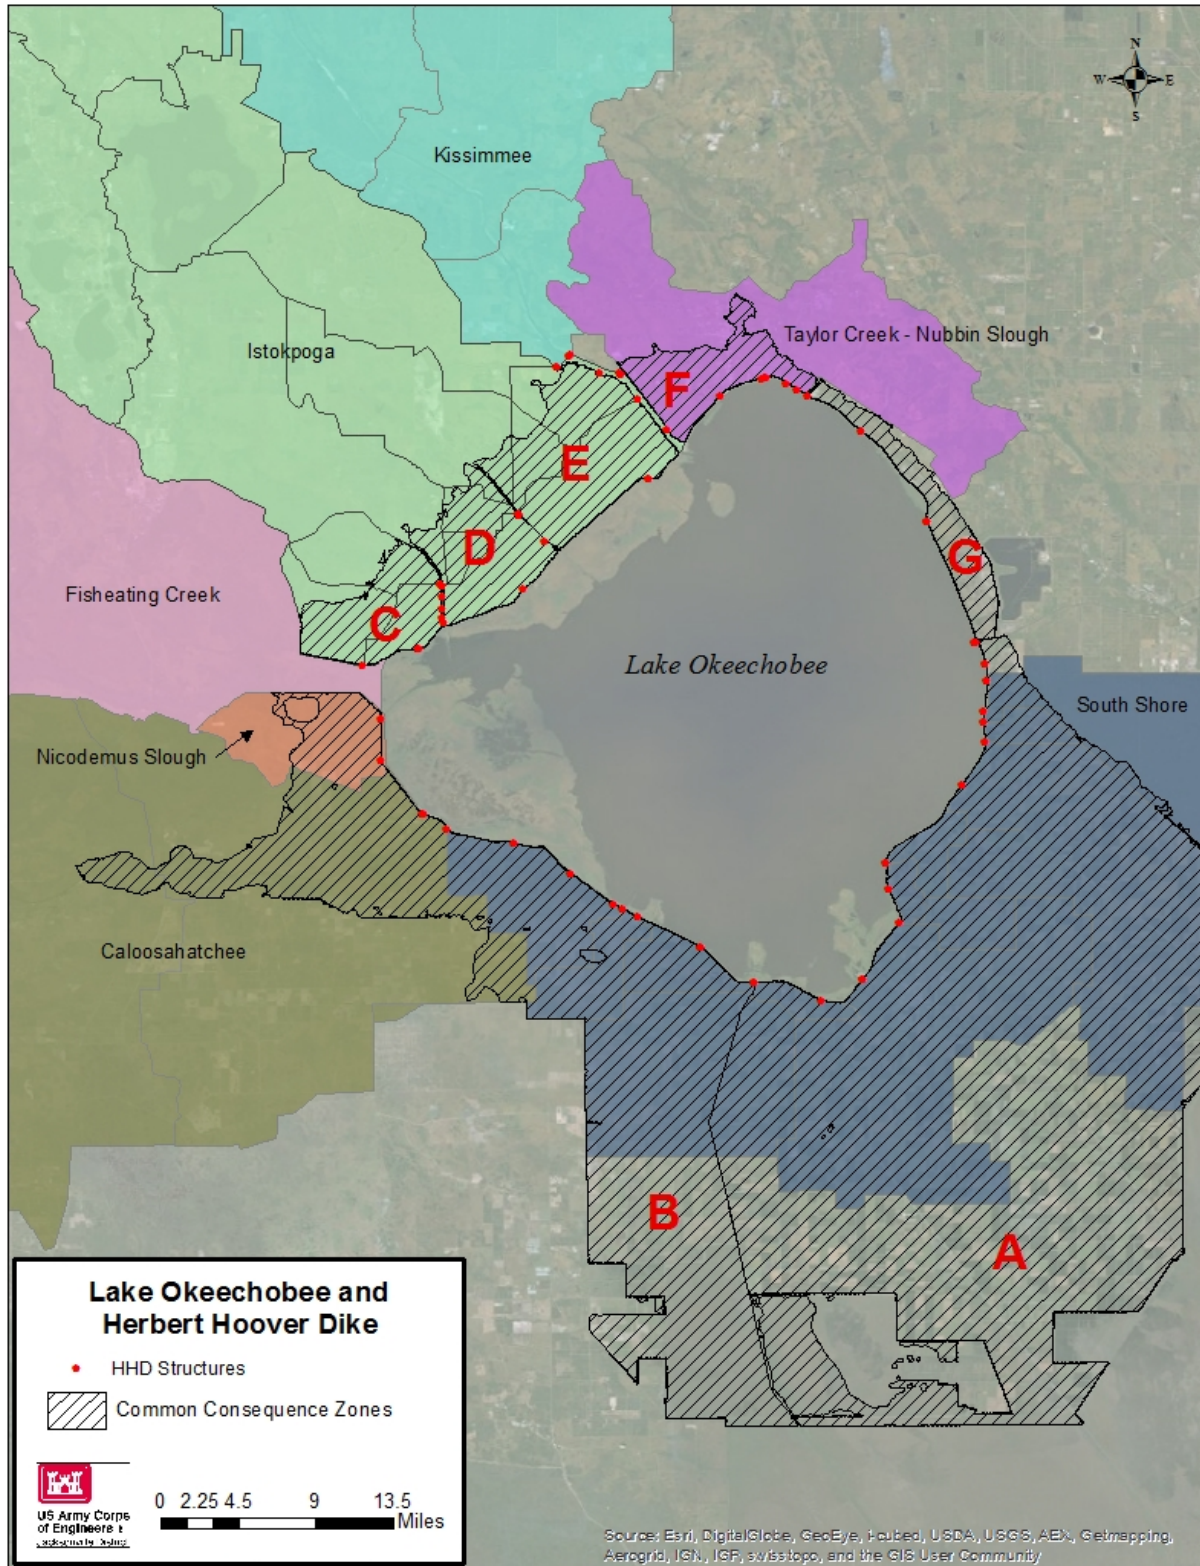 N
W E
S
Kissimmee
Taylor Creek - Nubbin Slough
Istokpoga
F
E
D
G
Fisheating Creek
C
Lake Okeechobee
South Shore
Nicodemus Slough
Caloosahatchee
B
A
Lake Okeechobee and
Herbert Hoover Dike
HHD Structures
Common Consequence Zones
US Army Corps
of Engineers
Jacksonville District
0 2.25 4.5 9 13.5
Miles
Source: Esri, DigitalGlobe, GeoEye, i-cubed, USDA, USGS, AEX, Getmapping,
Aerogrid, IGN, IGP, swisstopo, and the GIS User Community